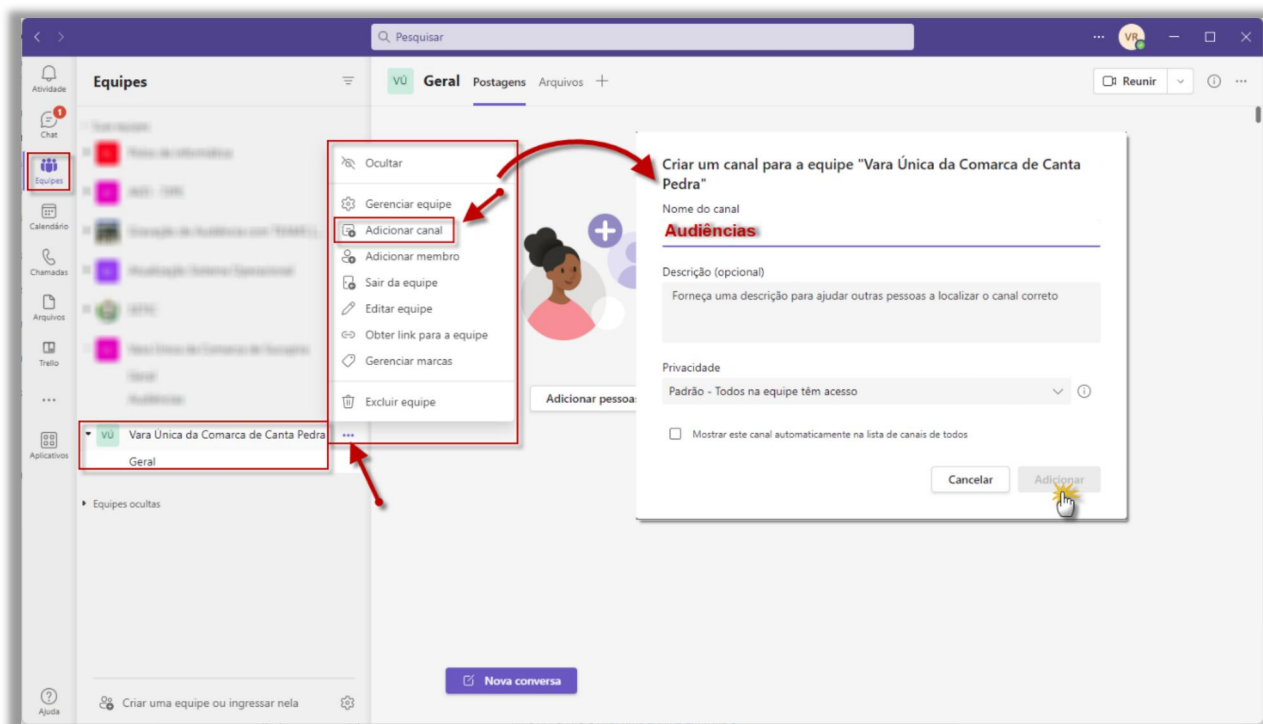 Pesquisar
VR
Atividade
Chat
1
Equipes
Calendário
Chamadas
Arquivos
Trello
Aplicativos
Ajuda
Equipes
VÚ Vara Única da Comarca de Canta Pedra
Geral
Equipes ocultas
Criar uma equipe ou ingressar nela
VÚ Geral Postagens Arquivos
Reunir
Ocultar
Gerenciar equipe
Adicionar canal
Adicionar membro
Sair da equipe
Editar equipe
Obter link para a equipe
Gerenciar marcas
Excluir equipe
Adicionar pessoa
Nova conversa
Criar um canal para a equipe "Vara Única da Comarca de Canta
Pedra"
Nome do canal
Audiências
Descrição (opcional)
Forneça uma descrição para ajudar outras pessoas a localizar o canal correto
Privacidade
Padrão - Todos na equipe têm acesso
Mostrar este canal automaticamente na lista de canais de todos
Cancelar
Adicionar